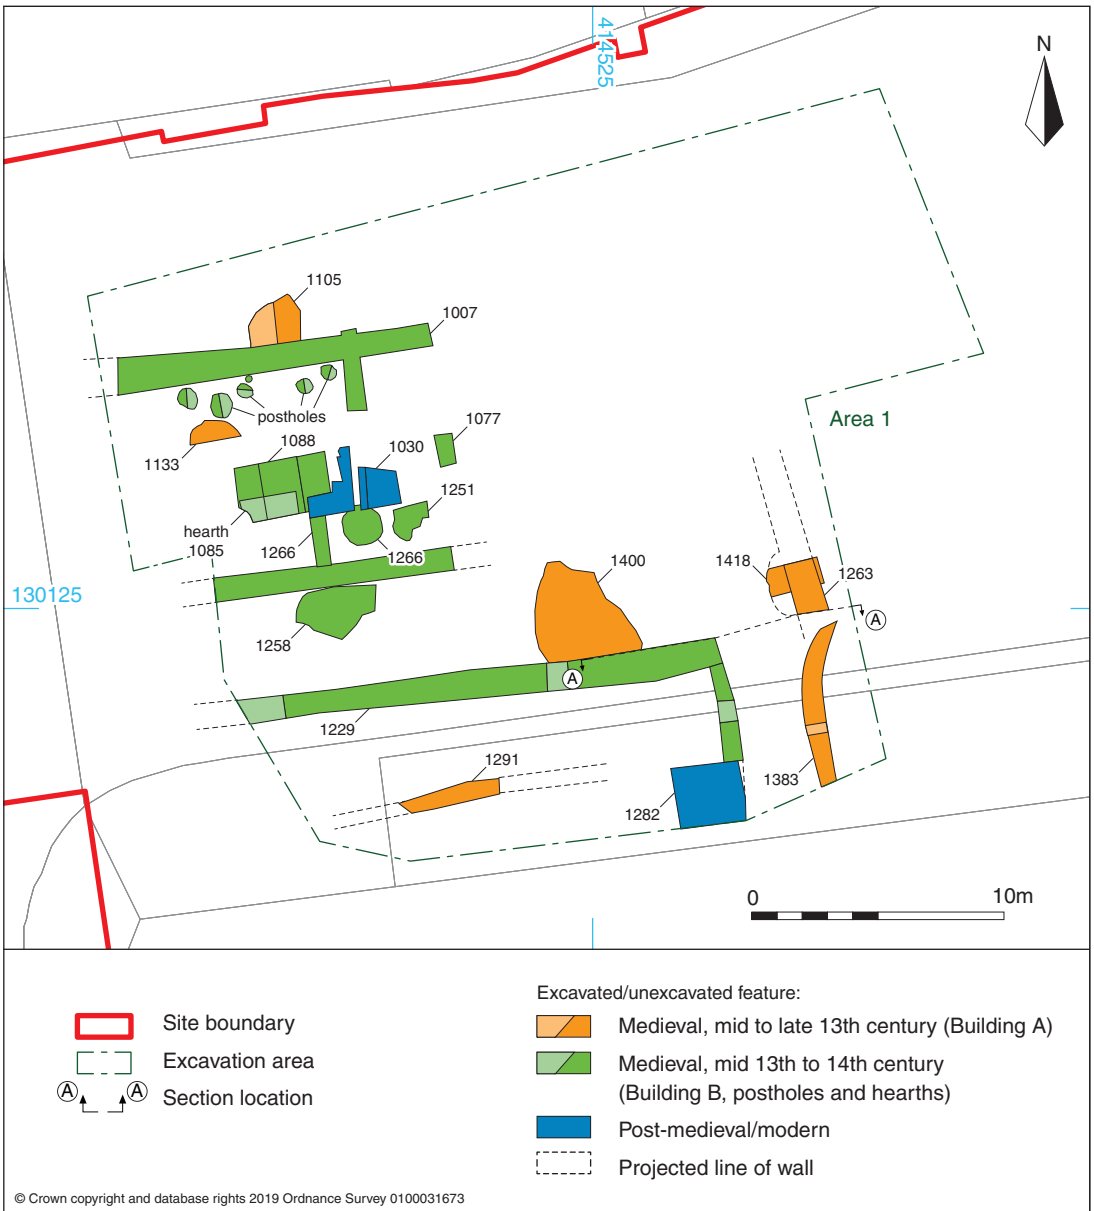 414525
N
1105
1007
postholes
1077
1133
1088
1030
Area 1
1251
hearth
1085
1266
1266
1400
1418
1263
130125
A
1258
A
1229
1291
1383
1282
0 10m
Site boundary
Excavation area
A A Section location
Excavated/unexcavated feature:
Medieval, mid to late 13th century (Building A)
Medieval, mid 13th to 14th century
(Building B, postholes and hearths)
Post-medieval/modern
Projected line of wall
© Crown copyright and database rights 2019 Ordnance Survey 0100031673